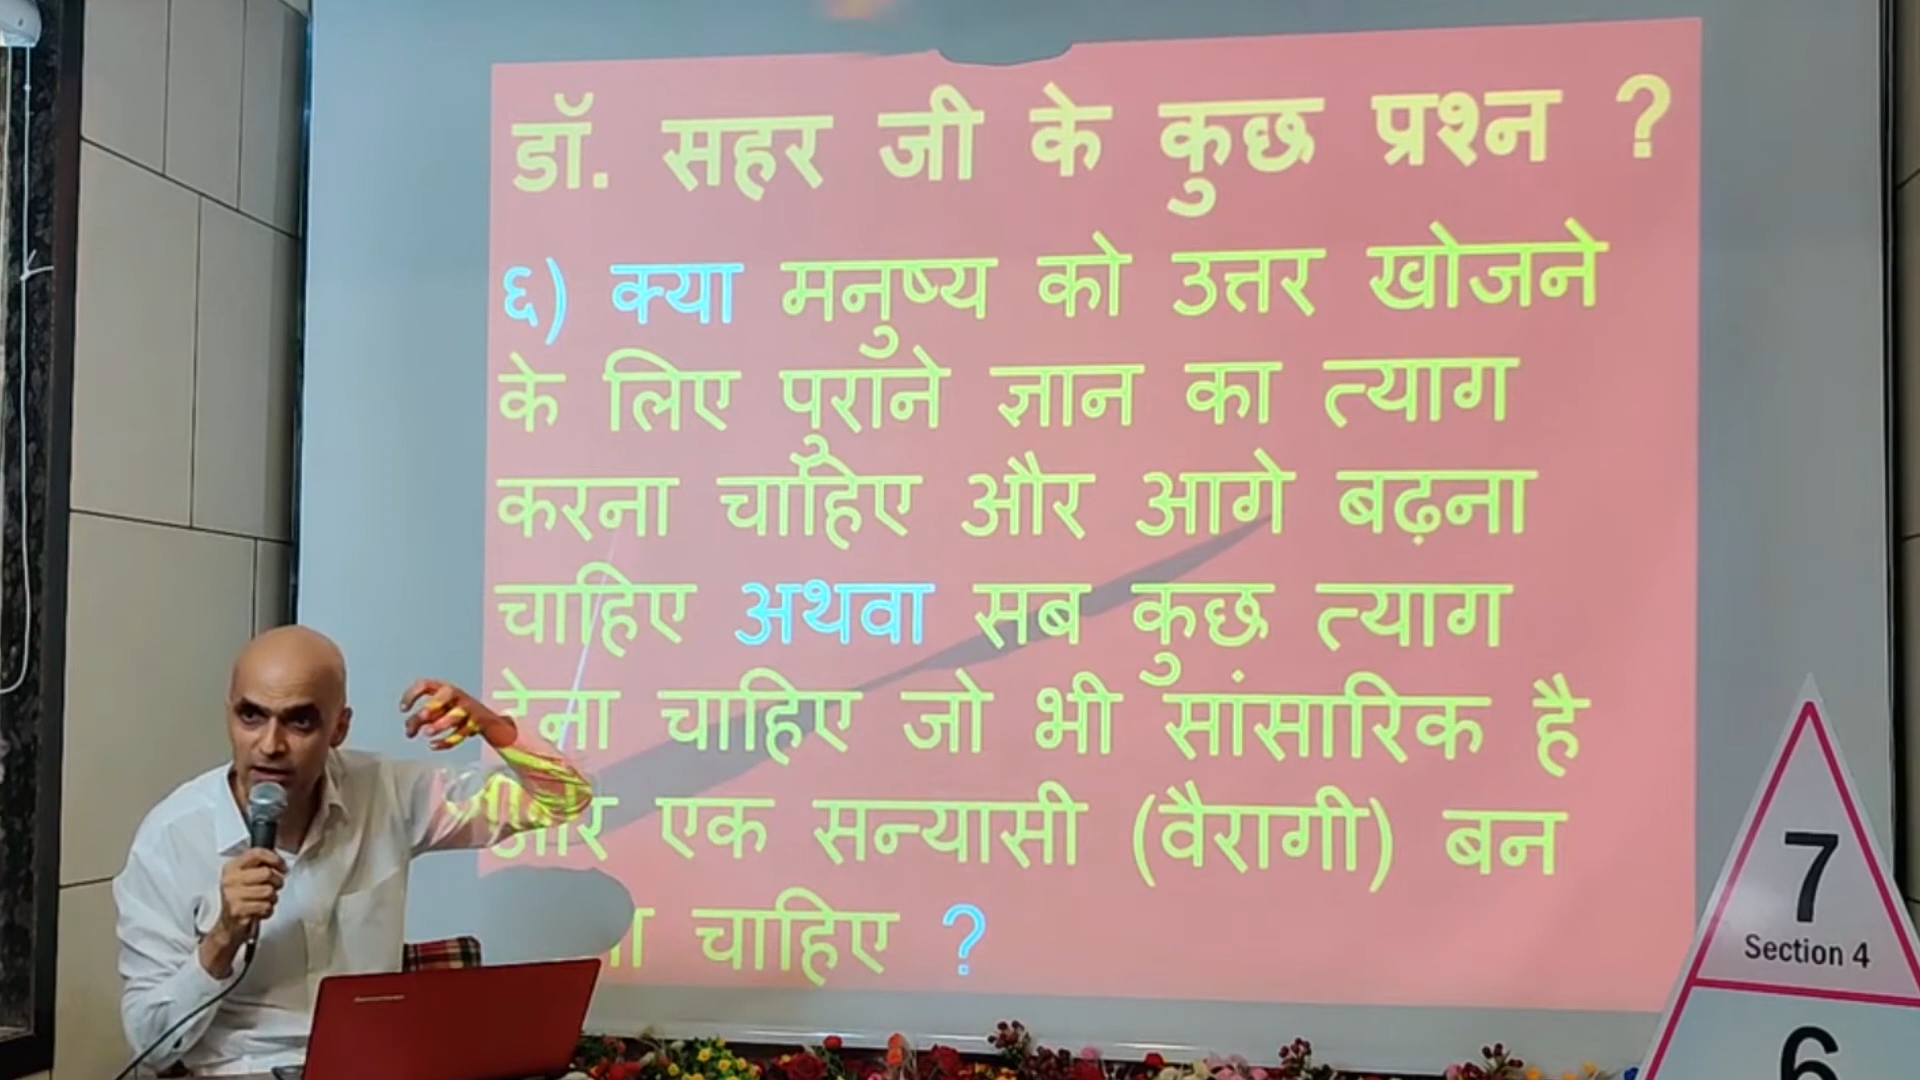 डॉ. सहर जी के कुछ प्रश्न ?
६) क्या मनुष्य को उत्तर खोजने
के लिए पुराने ज्ञान का त्याग
करना चाहिए और आगे बढ़ना
चाहिए अथवा सब कुछ त्याग
देना चाहिए जो भी सांसारिक है
और एक सन्यासी (वैरागी) बन
चाहिए ?
7
Section 4
6